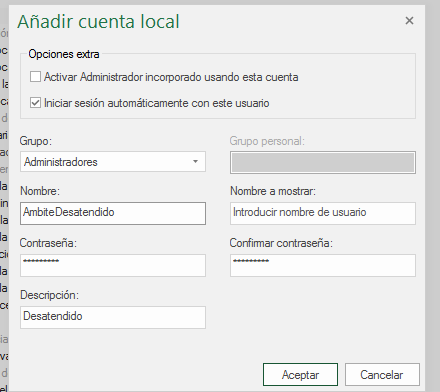 Añadir cuenta local
Opciones extra
Activar Administrador incorporado usando esta cuenta
Iniciar sesión automáticamente con este usuario
Grupo:
Grupo personal:
Administradores
Nombre:
Nombre a mostrar:
AmbiteDesatendido
Introducir nombre de usuario
Contraseña:
Confirmar contraseña:
*********
*********
Descripción:
Desatendido
Aceptar
Cancelar